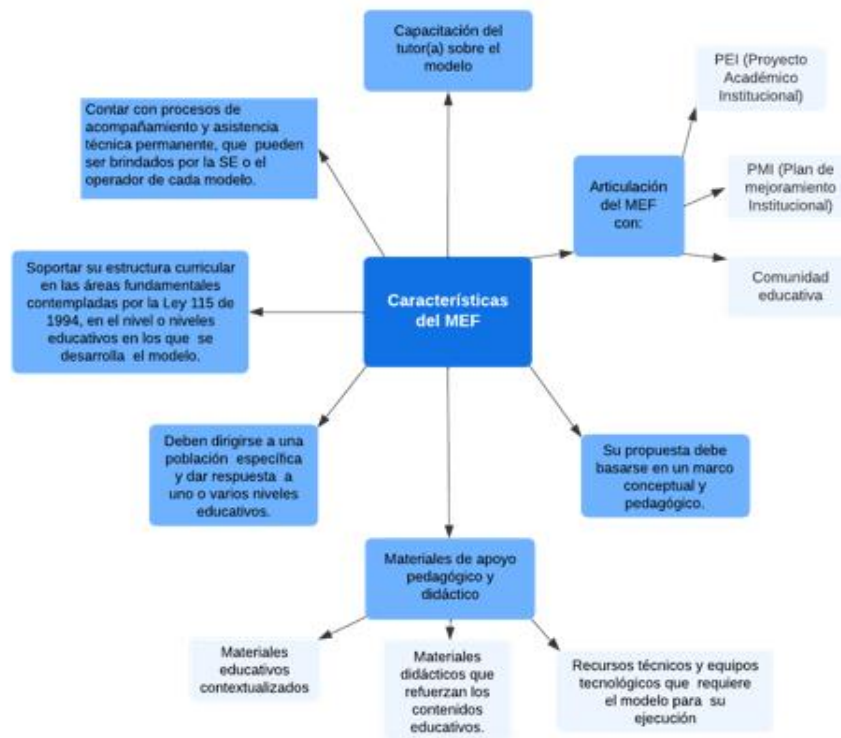 Capacitación del
tutor(a) sobre el
modelo
PEI (Proyecto
Académico
Institucional)
Contar con procesos de
acompañamiento y asistencia
técnica permanente, que pueden
ser brindados por la SE o el
operador de cada modelo.
Articulación
del MEF
con:
PMI (Plan de
mejoramiento
Institucional)
Comunidad
educativa
Soportar su estructura curricular
en las áreas fundamentales
contempladas por la Ley 115 de
1994, en el nivel o niveles
educativos en los que se
desarrolla el modelo.
Características
del MEF
Deben dirigirse a una
población específica
y dar respuesta a
uno o varios niveles
educativos.
Su propuesta debe
basarse en un marco
conceptual y
pedagógico.
Materiales de apoyo
pedagógico y
didáctico
Materiales
educativos
contextualizados
Materiales
didácticos que
refuerzan los
contenidos
educativos.
Recursos técnicos y equipos
tecnológicos que requiere
el modelo para su
ejecución